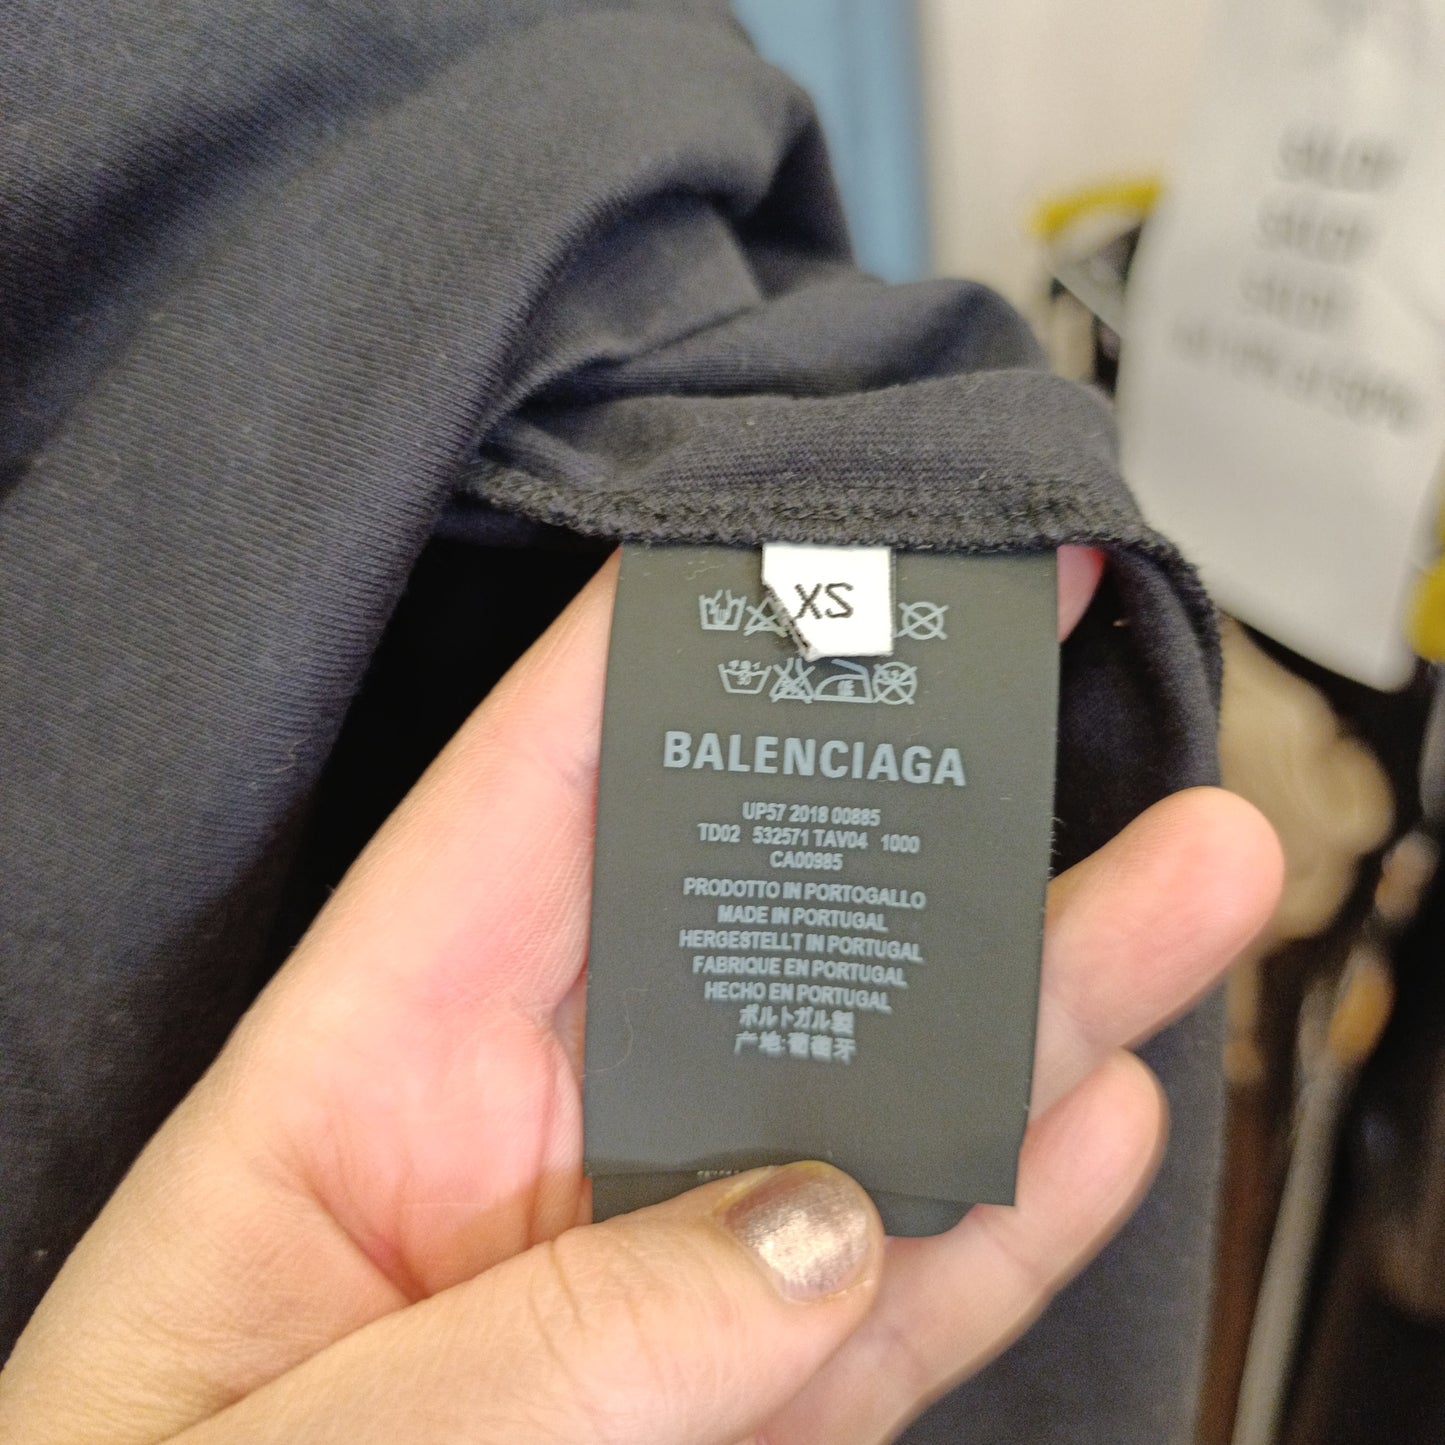 XS
BALENCIAGA
UP57 2018 00885
TD02 532571 TAV04 1000
CA00985
PRODOTTO IN PORTOGALLO
MADE IN PORTUGAL
HERGESTELLT IN PORTUGAL
FABRIQUE EN PORTUGAL
HECHO EN PORTUGAL
ポルトガル製
产地:葡萄牙